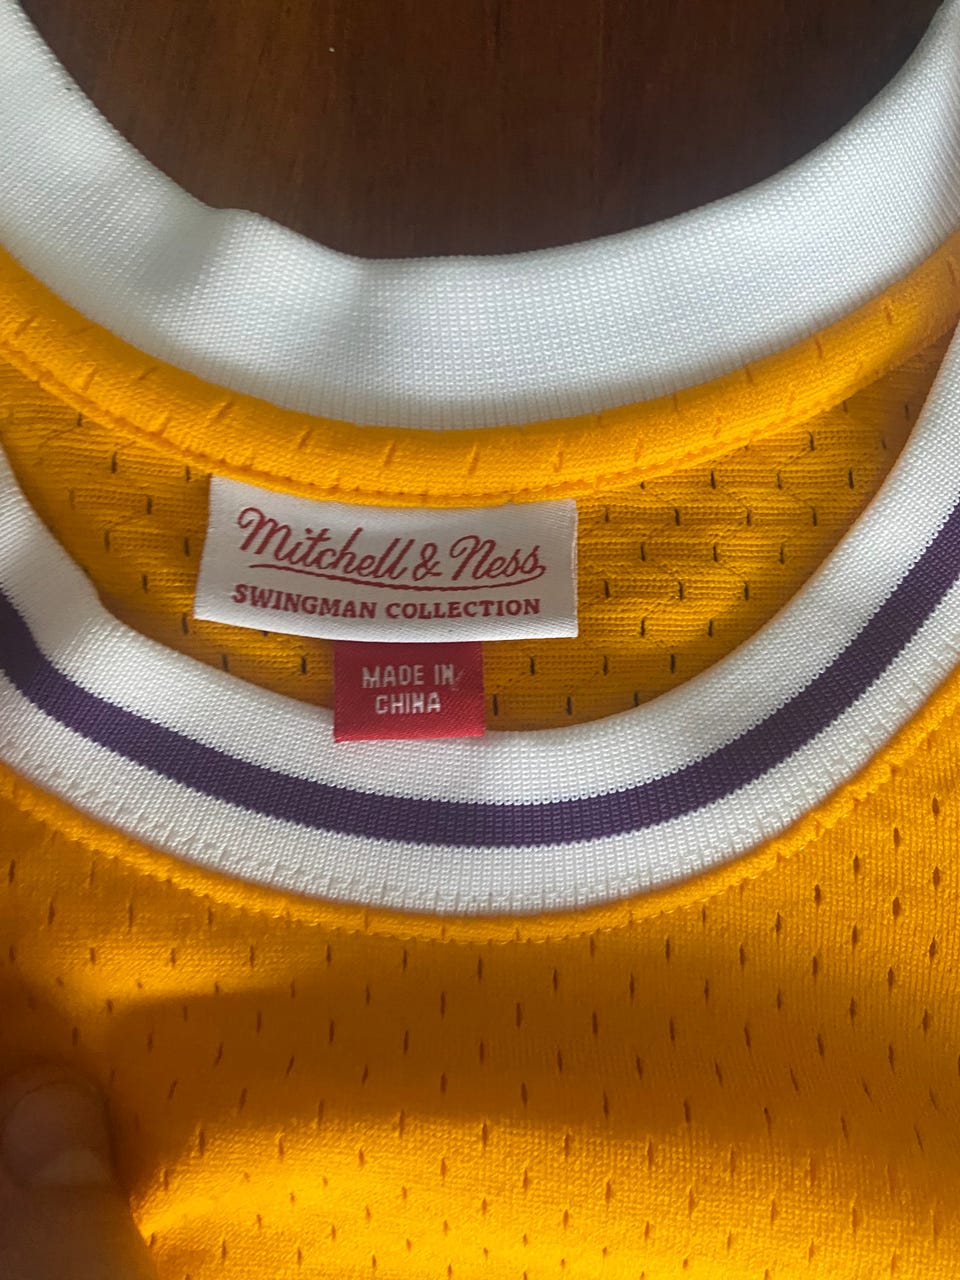 Mitchell & Ness
SWINGMAN COLLECTION
MADE IN
CHINA